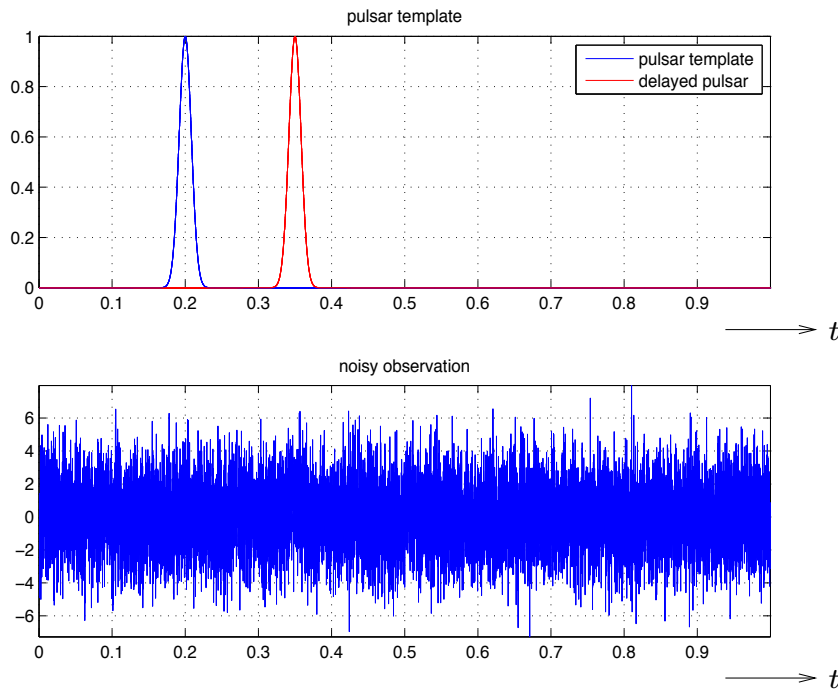 pulsar template
1
0.8
0.6
0.4
0.2
0
pulsar template
delayed pulsar
0 0.1 0.2 0.3 0.4 0.5 0.6 0.7 0.8 0.9
t
noisy observation
6
4
2
0
−2
−4
−6
0 0.1 0.2 0.3 0.4 0.5 0.6 0.7 0.8 0.9
t